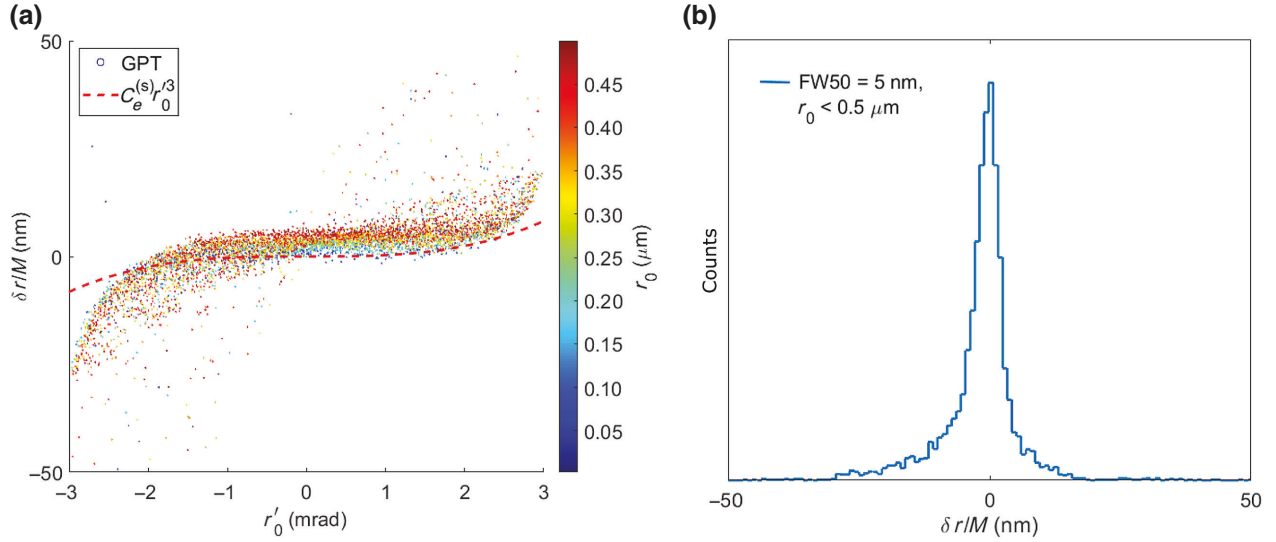 (a)
50
0
−50
δ r/M (nm)
GPT
C_e^(s) r_0′^3
−3 −2 −1 0 1 2 3
r′_0 (mrad)
0.45
0.40
0.35
0.30
0.25
0.20
0.15
0.10
0.05
r_0 (μm)
(b)
Counts
FW50 = 5 nm,
r_0 < 0.5 μm
−50 0 50
δ r/M (nm)